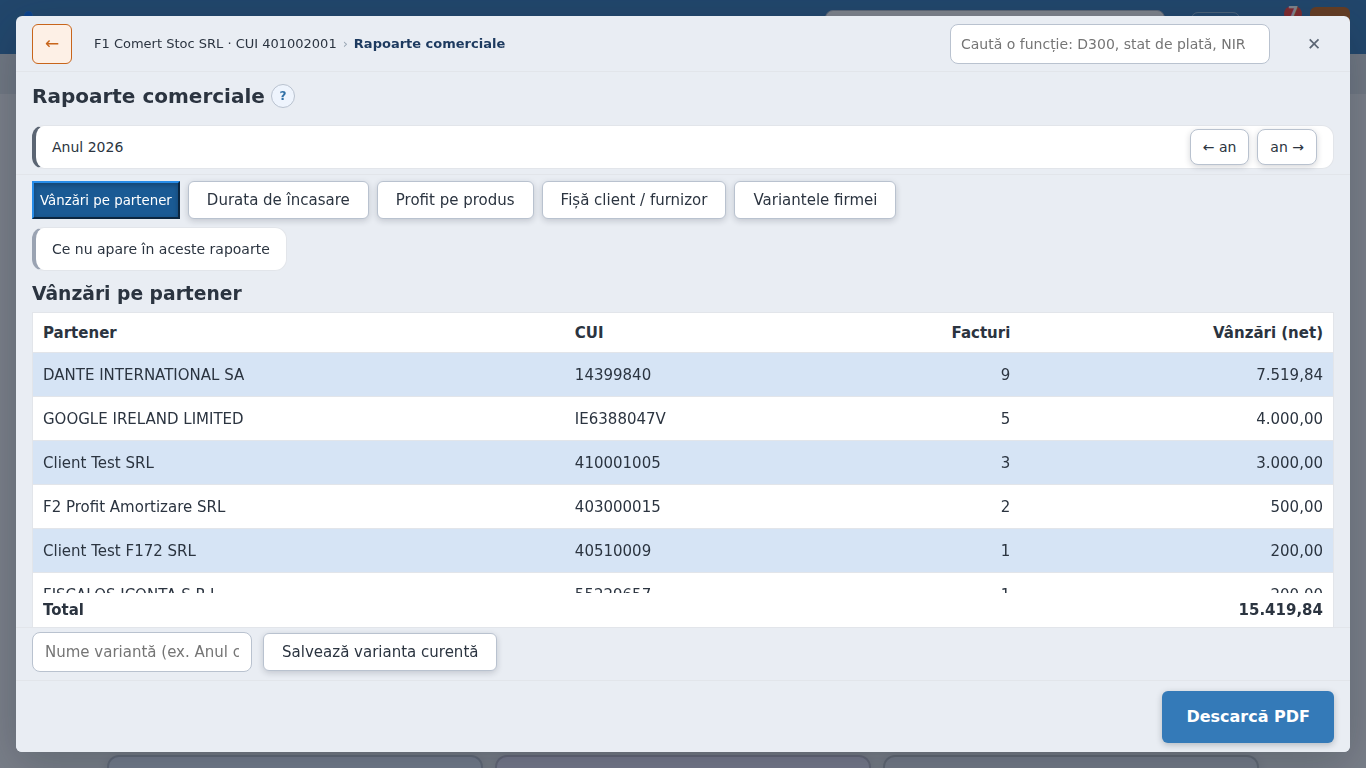 7
←
F1 Comert Stoc SRL · CUI 401002001 › Rapoarte comerciale
Caută o funcție: D300, stat de plată, NIR
✕
Rapoarte comerciale ?
Anul 2026
← an
an →
Vânzări pe partener
Durata de încasare
Profit pe produs
Fișă client / furnizor
Variantele firmei
Ce nu apare în aceste rapoarte
Vânzări pe partener
Partener CUI Facturi Vânzări (net)
DANTE INTERNATIONAL SA 14399840 9 7.519,84
GOOGLE IRELAND LIMITED IE6388047V 5 4.000,00
Client Test SRL 410001005 3 3.000,00
F2 Profit Amortizare SRL 403000015 2 500,00
Client Test F172 SRL 40510009 1 200,00
Total 15.419,84
Nume variantă (ex. Anul c
Salvează varianta curentă
Descarcă PDF